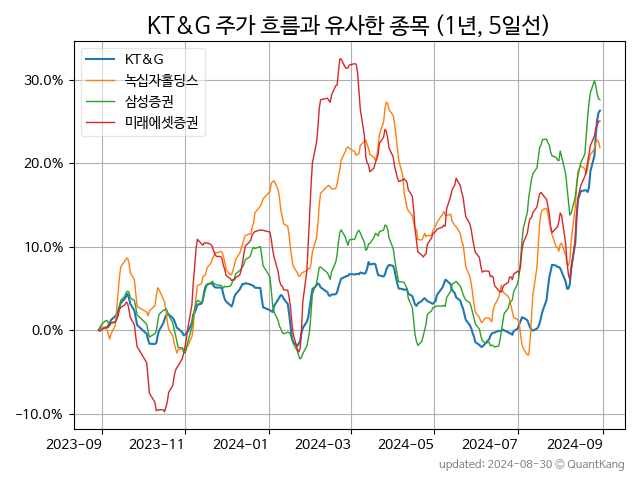 KT&G 주가 흐름과 유사한 종목 (1년, 5일선)
KT&G
녹십자홀딩스
삼성증권
미래에셋증권
30.0%
20.0%
10.0%
0.0%
−10.0%
2023-09 2023-11 2024-01 2024-03 2024-05 2024-07 2024-09
updated: 2024-08-30 © QuantKang